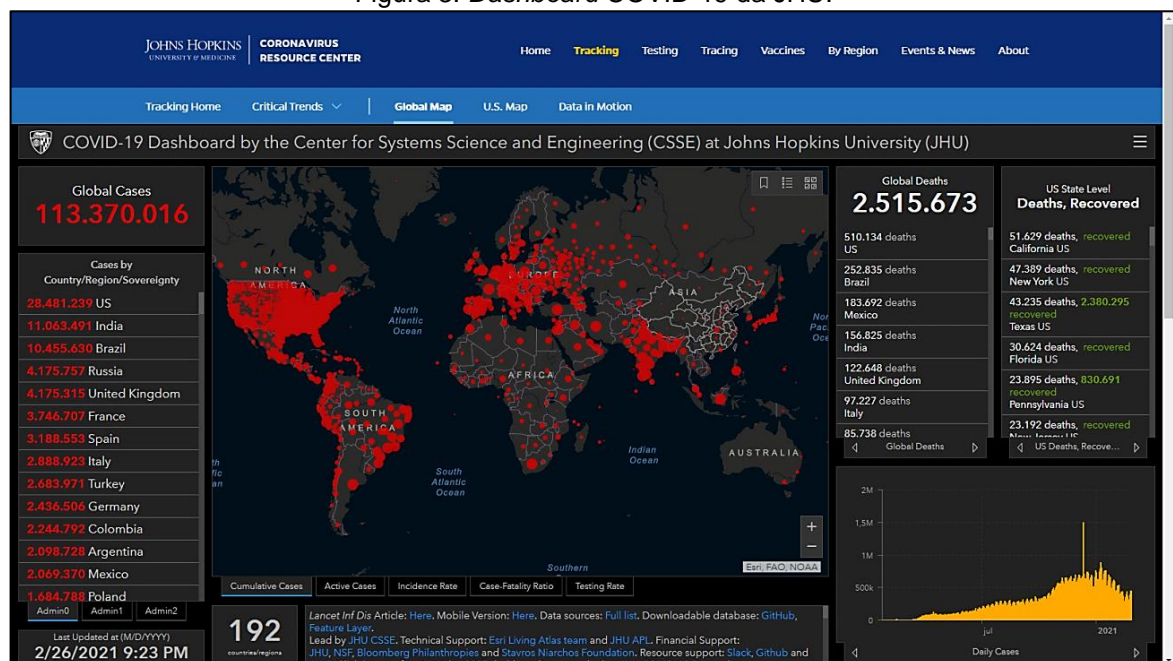 JOHNS HOPKINS
UNIVERSITY & MEDICINE
CORONAVIRUS
RESOURCE CENTER
Home Tracking Testing Tracing Vaccines By Region Events & News About
Tracking Home Critical Trends Global Map U.S. Map Data in Motion
COVID-19 Dashboard by the Center for Systems Science and Engineering (CSSE) at Johns Hopkins University (JHU)
Global Cases
113.370.016
Cases by
Country/Region/Sovereignty
28.481.239 US
11.063.491 India
10.455.630 Brazil
4.175.757 Russia
4.175.315 United Kingdom
3.746.707 France
3.188.553 Spain
2.888.923 Italy
2.683.971 Turkey
2.436.506 Germany
2.244.792 Colombia
2.098.728 Argentina
2.069.370 Mexico
1.684.788 Poland
Admin0 Admin1 Admin2
Last Updated at (M/D/YYYY)
2/26/2021 9:23 PM
NORTH
AMERICA
EUROPE
ASIA
North
Atlantic
Ocean
AFRICA
SOUTH
AMERICA
Indian
Ocean
AUSTRALIA
South
Atlantic
Ocean
Southern
Esri, FAO, NOAA
Cumulative Cases Active Cases Incidence Rate Case-Fatality Ratio Testing Rate
192
countries/regions
Lancet Inf Dis Article: Here. Mobile Version: Here. Data sources: Full list. Downloadable database: GitHub,
Feature Layer.
Lead by JHU CSSE. Technical Support: Esri Living Atlas team and JHU APL. Financial Support:
JHU, NSF, Bloomberg Philanthropies and Stavros Niarchos Foundation. Resource support: Slack, Github and
Global Deaths
2.515.673
510.134 deaths
US
252.835 deaths
Brazil
183.692 deaths
Mexico
156.825 deaths
India
122.648 deaths
United Kingdom
97.227 deaths
Italy
85.738 deaths
Global Deaths
US State Level
Deaths, Recovered
51.629 deaths, recovered
California US
47.389 deaths, recovered
New York US
43.235 deaths, 2.380.295
recovered
Texas US
30.624 deaths, recovered
Florida US
23.895 deaths, 830.691
recovered
Pennsylvania US
23.192 deaths, recovered
New Jersey US
US Deaths, Recove...
2M
1,5M
1M
500k
0
jul 2021
Daily Cases